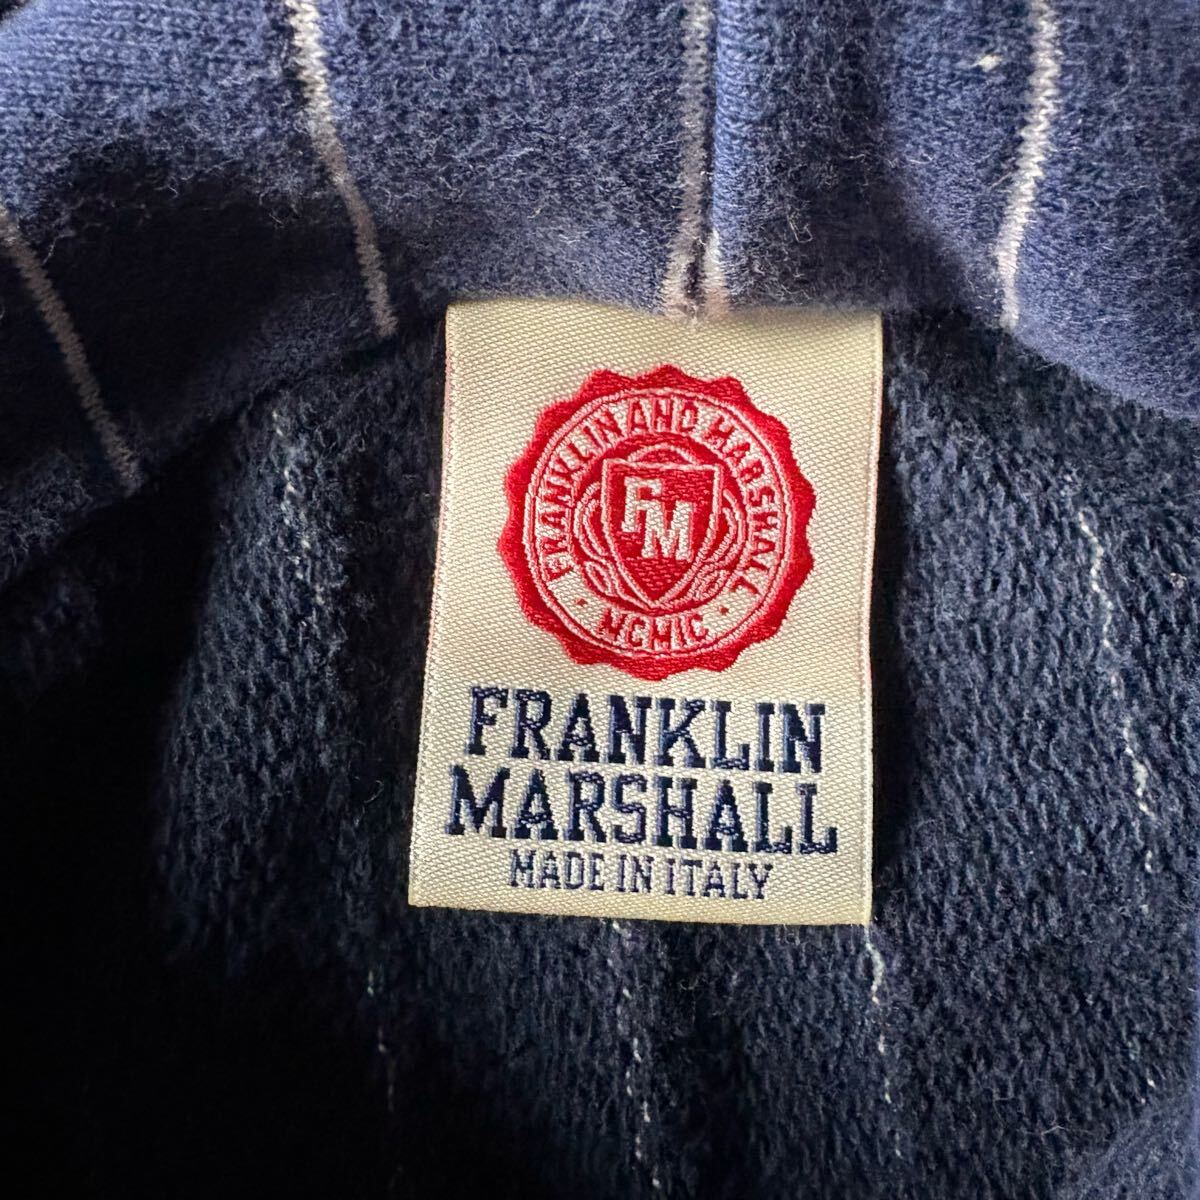 FRANKLIN AND MARSHALL
FM
· MCMIC ·
FRANKLIN
MARSHALL
MADE IN ITALY